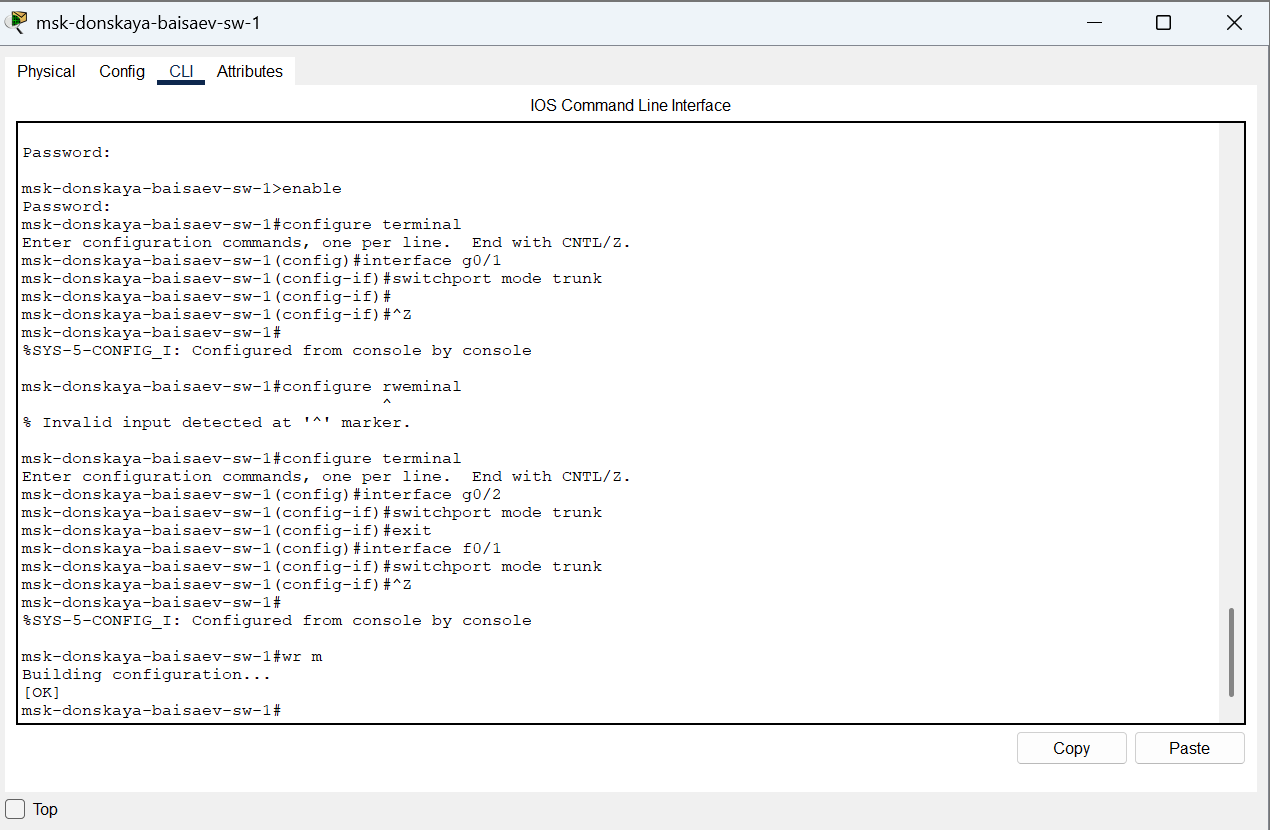 msk-donskaya-baisaev-sw-1
Physical Config CLI Attributes
IOS Command Line Interface
Password:
msk-donskaya-baisaev-sw-1>enable
Password:
msk-donskaya-baisaev-sw-1#configure terminal
Enter configuration commands, one per line.  End with CNTL/Z.
msk-donskaya-baisaev-sw-1(config)#interface g0/1
msk-donskaya-baisaev-sw-1(config-if)#switchport mode trunk
msk-donskaya-baisaev-sw-1(config-if)#
msk-donskaya-baisaev-sw-1(config-if)#^Z
msk-donskaya-baisaev-sw-1#
%SYS-5-CONFIG_I: Configured from console by console
msk-donskaya-baisaev-sw-1#configure rweminal
^
% Invalid input detected at '^' marker.
msk-donskaya-baisaev-sw-1#configure terminal
Enter configuration commands, one per line.  End with CNTL/Z.
msk-donskaya-baisaev-sw-1(config)#interface g0/2
msk-donskaya-baisaev-sw-1(config-if)#switchport mode trunk
msk-donskaya-baisaev-sw-1(config-if)#exit
msk-donskaya-baisaev-sw-1(config)#interface f0/1
msk-donskaya-baisaev-sw-1(config-if)#switchport mode trunk
msk-donskaya-baisaev-sw-1(config-if)#^Z
msk-donskaya-baisaev-sw-1#
%SYS-5-CONFIG_I: Configured from console by console
msk-donskaya-baisaev-sw-1#wr m
Building configuration...
[OK]
msk-donskaya-baisaev-sw-1#
Copy Paste
Top